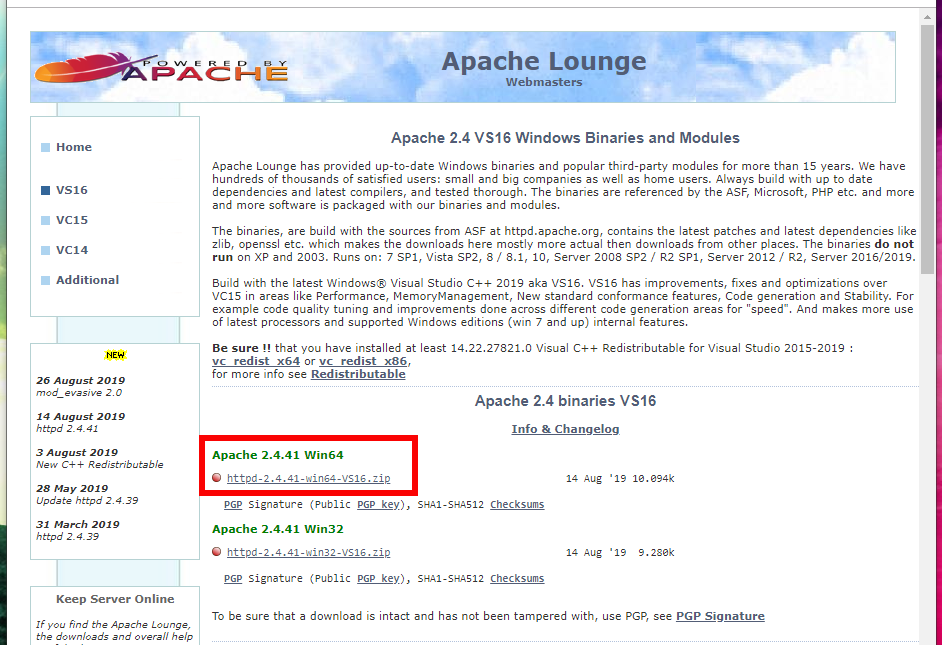 POWERED BY
APACHE
Apache Lounge
Webmasters
Home
VS16
VC15
VC14
Additional
NEW
26 August 2019
mod_evasive 2.0
14 August 2019
httpd 2.4.41
3 August 2019
New C++ Redistributable
28 May 2019
Update httpd 2.4.39
31 March 2019
httpd 2.4.39
Keep Server Online
If you find the Apache Lounge,
the downloads and overall help
Apache 2.4 VS16 Windows Binaries and Modules
Apache Lounge has provided up-to-date Windows binaries and popular third-party modules for more than 15 years. We have
hundreds of thousands of satisfied users: small and big companies as well as home users. Always build with up to date
dependencies and latest compilers, and tested thorough. The binaries are referenced by the ASF, Microsoft, PHP etc. and more
and more software is packaged with our binaries and modules.
The binaries, are build with the sources from ASF at httpd.apache.org, contains the latest patches and latest dependencies like
zlib, openssl etc. which makes the downloads here mostly more actual then downloads from other places. The binaries do not
run on XP and 2003. Runs on: 7 SP1, Vista SP2, 8 / 8.1, 10, Server 2008 SP2 / R2 SP1, Server 2012 / R2, Server 2016/2019.
Build with the latest Windows® Visual Studio C++ 2019 aka VS16. VS16 has improvements, fixes and optimizations over
VC15 in areas like Performance, MemoryManagement, New standard conformance features, Code generation and Stability. For
example code quality tuning and improvements done across different code generation areas for "speed". And makes more use
of latest processors and supported Windows editions (win 7 and up) internal features.
Be sure !! that you have installed at least 14.22.27821.0 Visual C++ Redistributable for Visual Studio 2015-2019 :
vc_redist_x64 or vc_redist_x86,
for more info see Redistributable
Apache 2.4 binaries VS16
Info & Changelog
Apache 2.4.41 Win64
httpd-2.4.41-win64-VS16.zip 14 Aug '19 10.094k
PGP Signature (Public PGP key), SHA1-SHA512 Checksums
Apache 2.4.41 Win32
httpd-2.4.41-win32-VS16.zip 14 Aug '19 9.280k
PGP Signature (Public PGP key), SHA1-SHA512 Checksums
To be sure that a download is intact and has not been tampered with, use PGP, see PGP Signature